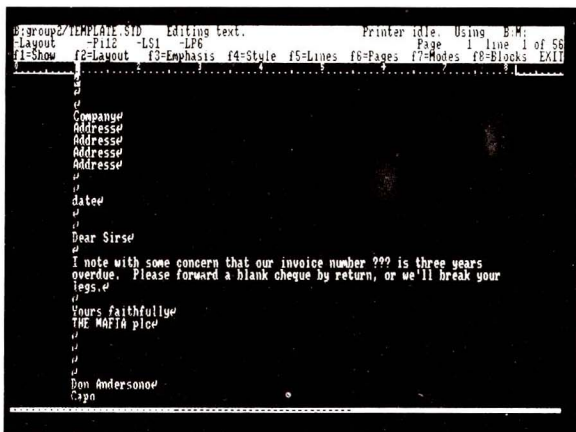 B:group2/TEMPLATE.STD Editing text. Printer idle. Using B:M:
-Layout -Pi12 -LS1 -LP6 Page 1 line 1 of 56
f1=Show f2=Layout f3=Emphasis f4=Style f5=Lines f6=Pages f7=Modes f8=Blocks EXIT
Company
Address
Address
Address
Address
date
Dear Sirs
I note with some concern that our invoice number ??? is three years
overdue. Please forward a blank cheque by return, or we'll break your
legs.
Yours faithfully
THE MAFIA plc
Don Andersono
Capo